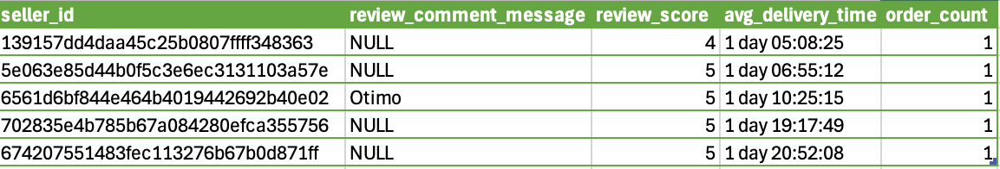 seller_id review_comment_message review_score avg_delivery_time order_count
139157dd4daa45c25b0807ffff348363 NULL 4 1 day 05:08:25 1
5e063e85d44b0f5c3e6ec3131103a57e NULL 5 1 day 06:55:12 1
6561d6bf844e464b4019442692b40e02 Otimo 5 1 day 10:25:15 1
702835e4b785b67a084280efca355756 NULL 5 1 day 19:17:49 1
674207551483fec113276b67b0d871ff NULL 5 1 day 20:52:08 1